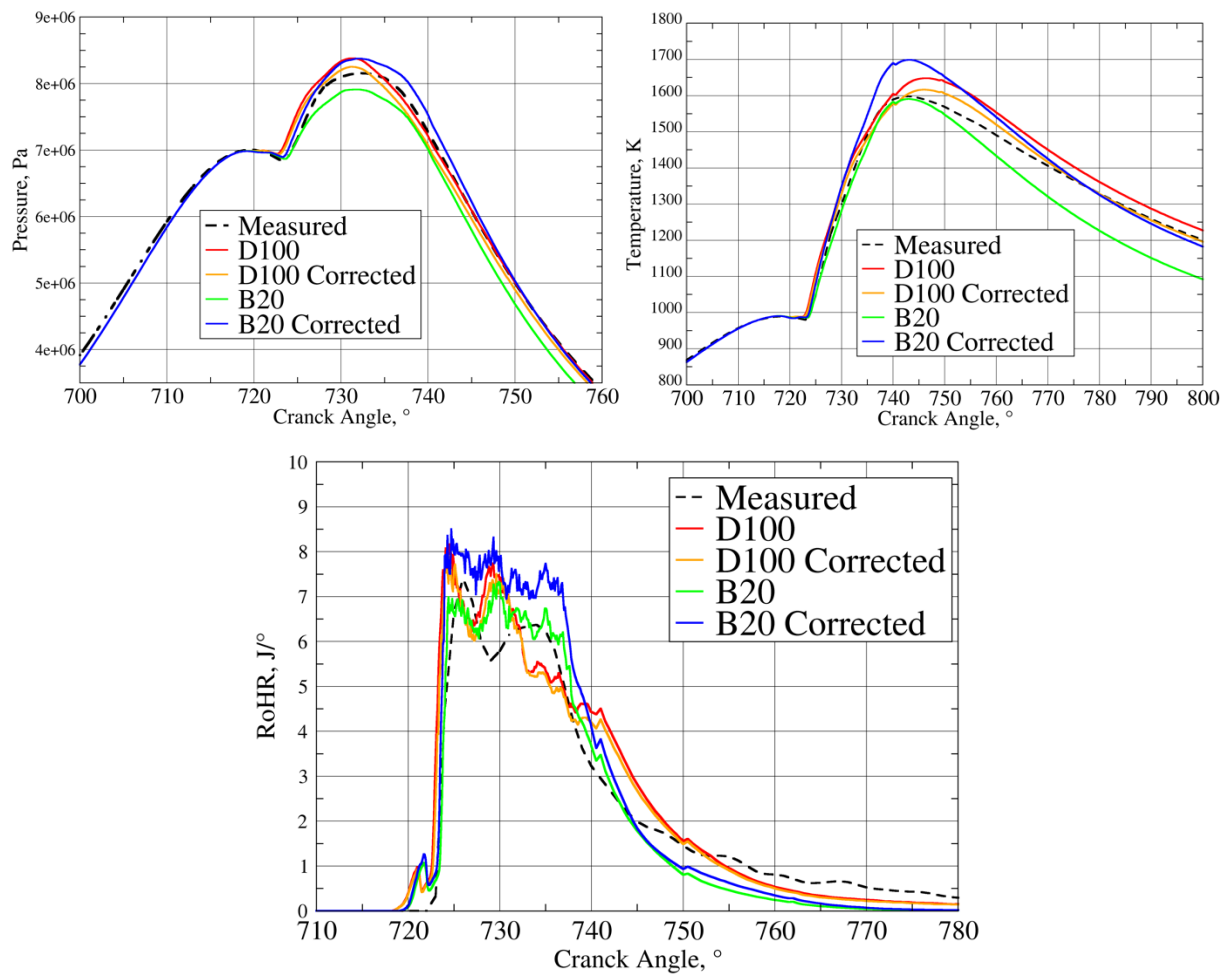 9e+06
8e+06
7e+06
6e+06
5e+06
4e+06
Pressure, Pa
700 710 720 730 740 750 760
Cranck Angle, °
Measured
D100
D100 Corrected
B20
B20 Corrected
1800
1700
1600
1500
1400
1300
1200
1100
1000
900
800
Temperature, K
700 710 720 730 740 750 760 770 780 790 800
Cranck Angle, °
Measured
D100
D100 Corrected
B20
B20 Corrected
10
9
8
7
6
5
4
3
2
1
0
RoHR, J/°
710 720 730 740 750 760 770 780
Cranck Angle, °
Measured
D100
D100 Corrected
B20
B20 Corrected